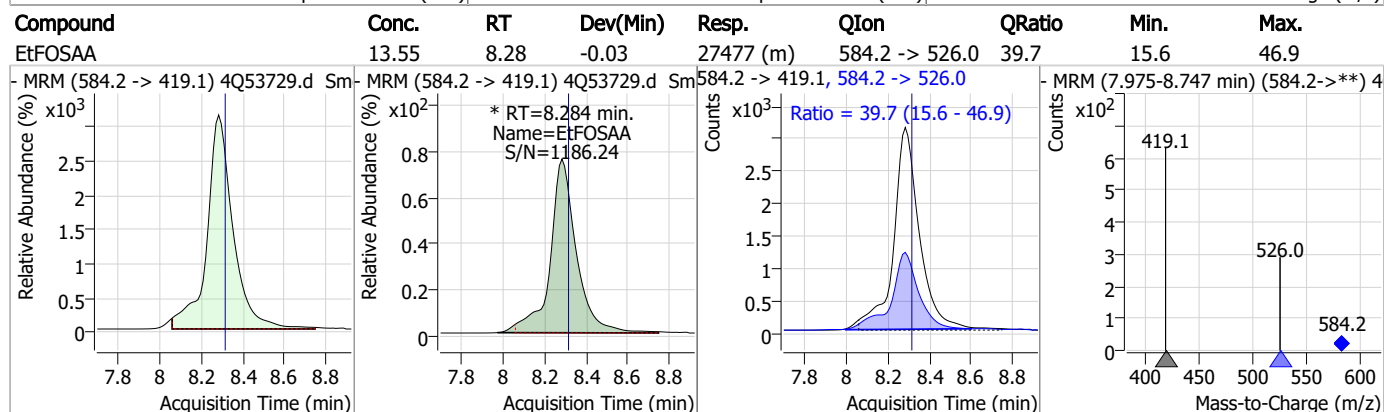 Compound Conc. RT Dev(Min) Resp. QIon QRatio Min. Max.
EtFOSAA 13.55 8.28 -0.03 27477 (m) 584.2 -> 526.0 39.7 15.6 46.9
- MRM (584.2 -> 419.1) 4Q53729.d Sm
x10³
2.5
2
1.5
1
0.5
0
Relative Abundance (%)
7.8 8 8.2 8.4 8.6 8.8
Acquisition Time (min)
- MRM (584.2 -> 419.1) 4Q53729.d Sm
x10²
* RT=8.284 min.
Name=EtFOSAA
S/N=1186.24
0.8
0.6
0.4
0.2
0
Relative Abundance (%)
7.8 8 8.2 8.4 8.6 8.8
Acquisition Time (min)
584.2 -> 419.1, 584.2 -> 526.0
x10³
Ratio = 39.7 (15.6 - 46.9)
2.5
2
1.5
1
0.5
0
Counts
7.8 8 8.2 8.4 8.6 8.8
Acquisition Time (min)
- MRM (7.975-8.747 min) (584.2->**) 4
x10²
419.1
526.0
584.2
6
5
4
3
2
1
0
Counts
400 450 500 550 600
Mass-to-Charge (m/z)